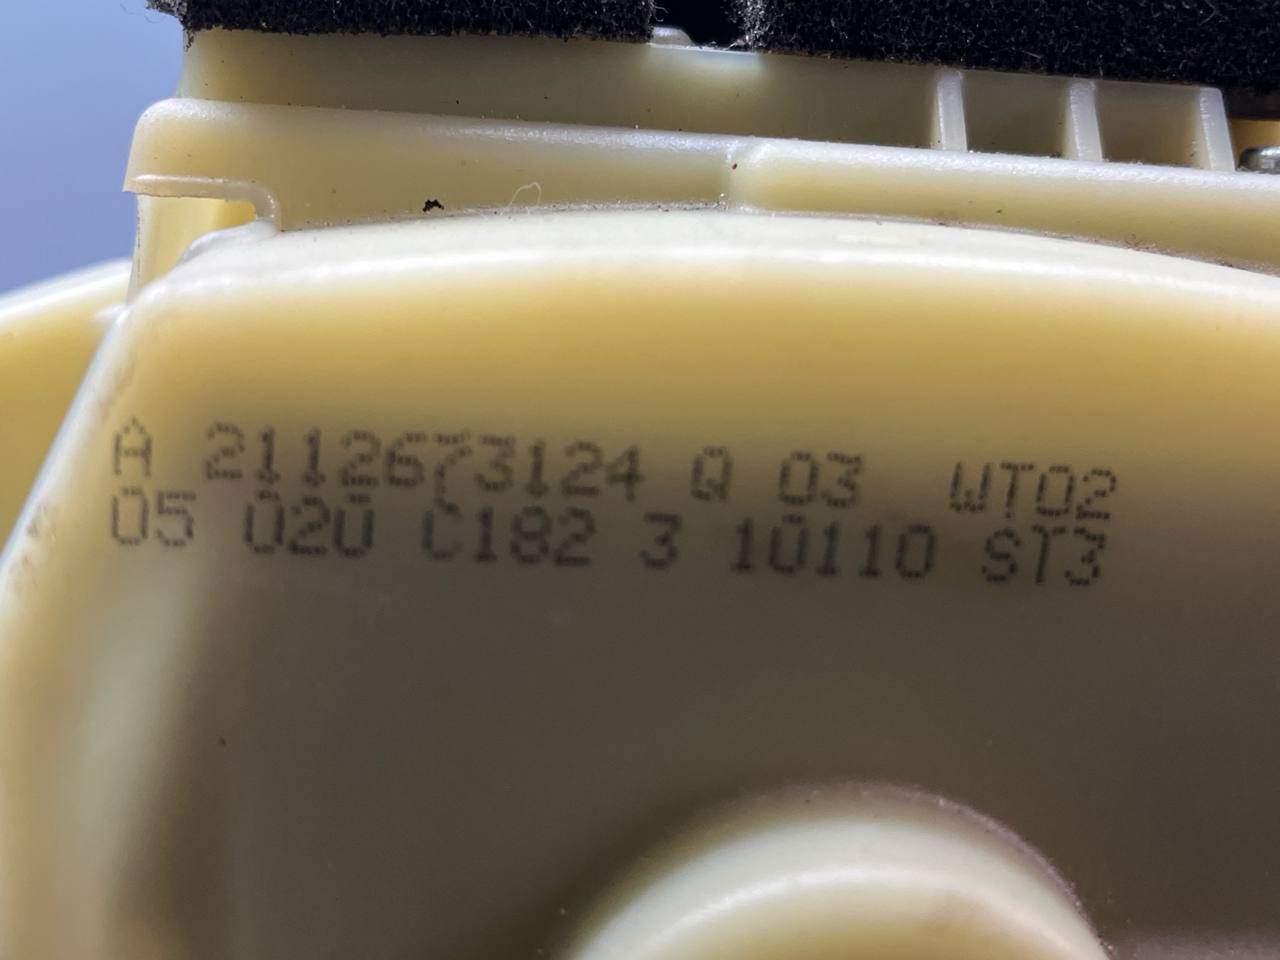 A 2112673124 Q 03 WT02
05 020 C182 3 10110 ST3